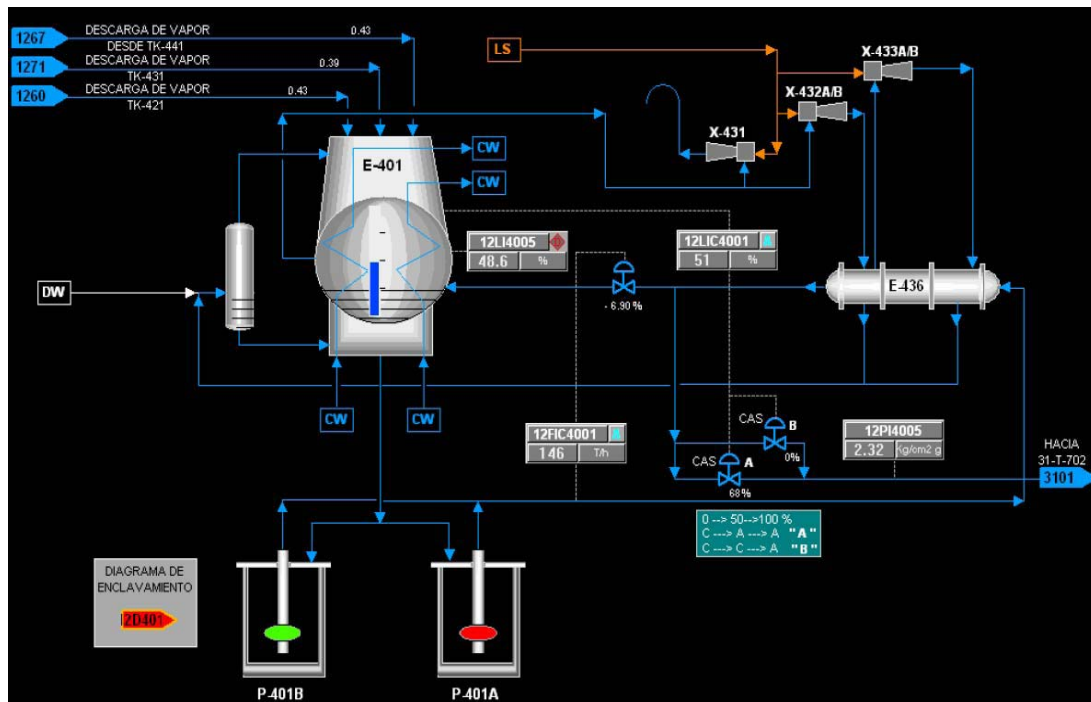 1267
DESCARGA DE VAPOR
DESDE TK-441
0.43
1271
DESCARGA DE VAPOR
TK-431
0.39
1260
DESCARGA DE VAPOR
TK-421
0.43
LS
X-433A/B
X-432A/B
X-431
CW
CW
E-401
12LI4005
48.6 %
12LIC4001
51 %
E-436
DW
- 6.90 %
CW
CW
12FIC4001
146 T/h
CAS
B
0%
CAS
A
68%
12PI4005
2.32 Kg/cm2 g
HACIA
31-T-702
3101
0 --> 50-->100 %
C ---> A ---> A "A"
C ---> C ---> A "B"
DIAGRAMA DE
ENCLAVAMIENTO
12D401
P-401B
P-401A